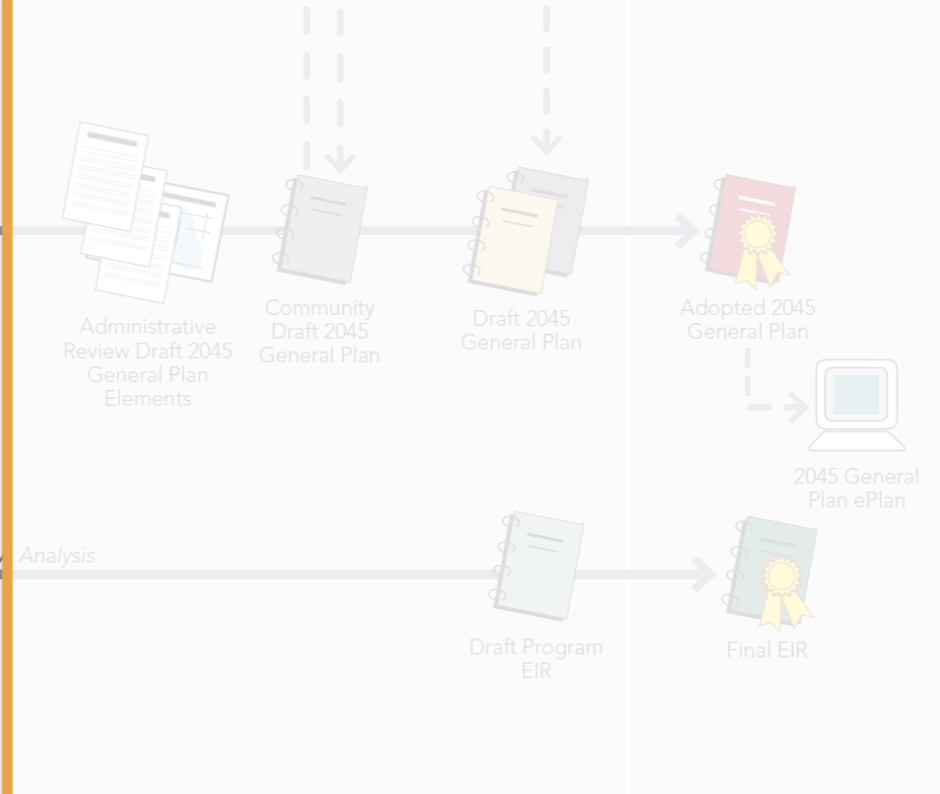 Administrative
Review Draft 2045
General Plan
Elements
Community
Draft 2045
General Plan
Draft 2045
General Plan
Adopted 2045
General Plan
2045 General
Plan ePlan
Analysis
Draft Program
EIR
Final EIR